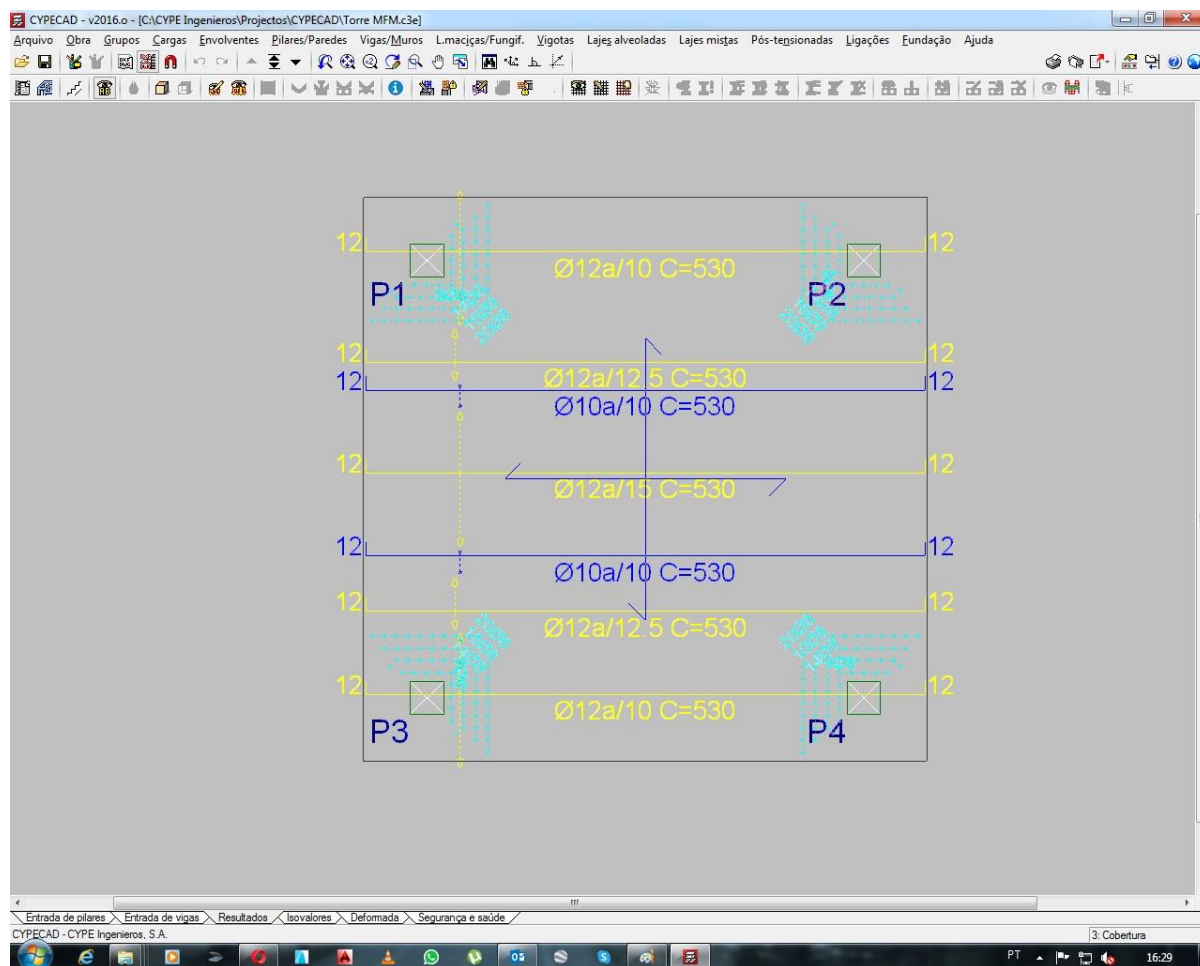 CYPECAD - v2016.o - [C:\CYPE Ingenieros\Projectos\CYPECAD\Torre MFM.c3e]
Arquivo Obra Grupos Cargas Envolventes Pilares/Paredes Vigas/Muros L.maciças/Fungif. Vigotas Lajes alveoladas Lajes mistas Pós-tensionadas Ligações Fundação Ajuda
12 12
Ø12a/10 C=530
P1 P2
12 12
Ø12a/12.5 C=530
12 12
Ø10a/10 C=530
12 12
Ø12a/15 C=530
12 12
Ø10a/10 C=530
12 12
Ø12a/12.5 C=530
12 12
Ø12a/10 C=530
P3 P4
Entrada de pilares Entrada de vigas Resultados Isovalores Deformada Segurança e saúde
CYPECAD - CYPE Ingenieros, S.A. 3: Cobertura
PT 16:29